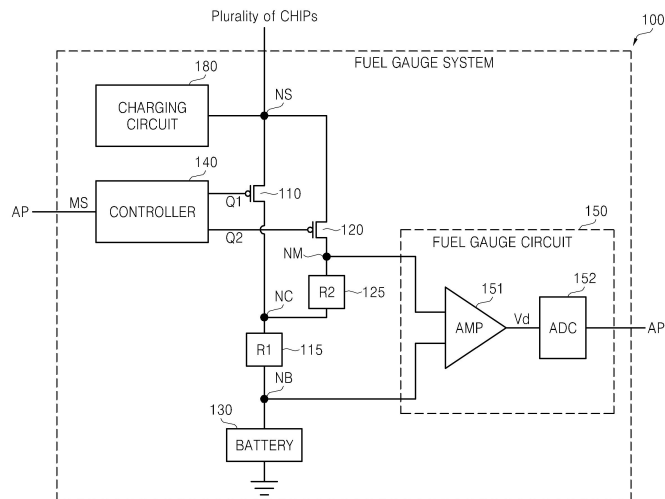 Plurality of CHIPs
100
FUEL GAUGE SYSTEM
180
CHARGING
CIRCUIT
NS
140
AP
MS
CONTROLLER
Q1
110
Q2
120
150
FUEL GAUGE CIRCUIT
NM
R2
125
151
AMP
Vd
152
ADC
AP
NC
R1
115
NB
130
BATTERY